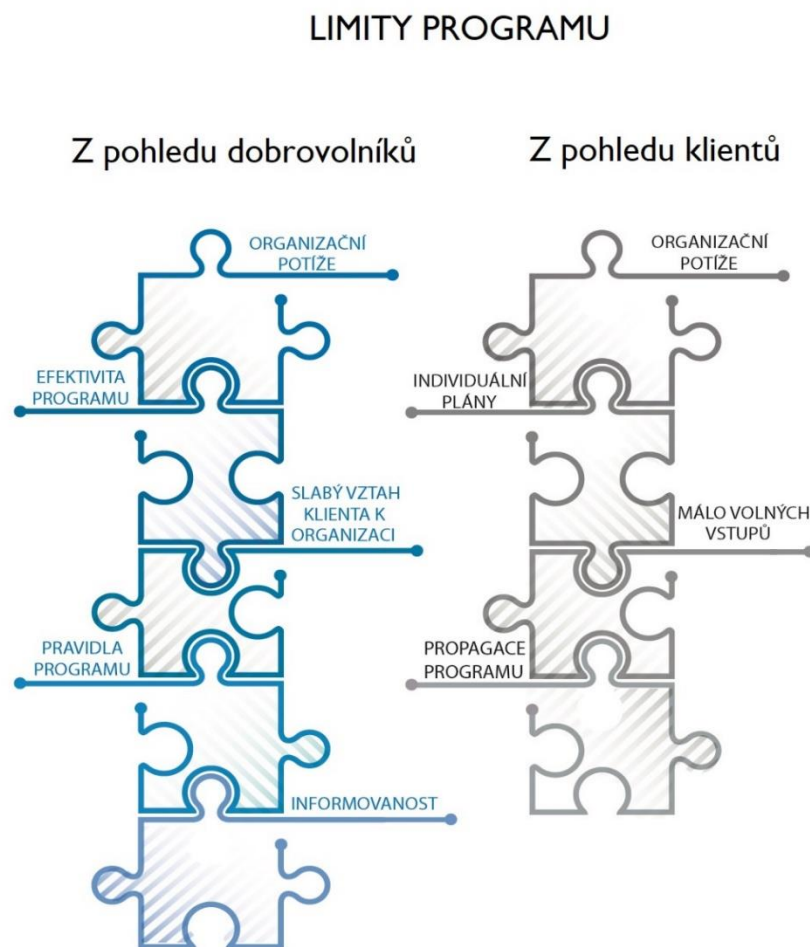 LIMITY PROGRAMU
Z pohledu dobrovolníků
ORGANIZAČNÍ
POTÍŽE
EFEKTIVITA
PROGRAMU
SLABÝ VZTAH
KLIENTA K
ORGANIZACI
PRAVIDLA
PROGRAMU
INFORMOVANOST
Z pohledu klientů
ORGANIZAČNÍ
POTÍŽE
INDIVIDUÁLNÍ
PLÁNY
MÁLO VOLNÝCH
VSTUPŮ
PROPAGACE
PROGRAMU